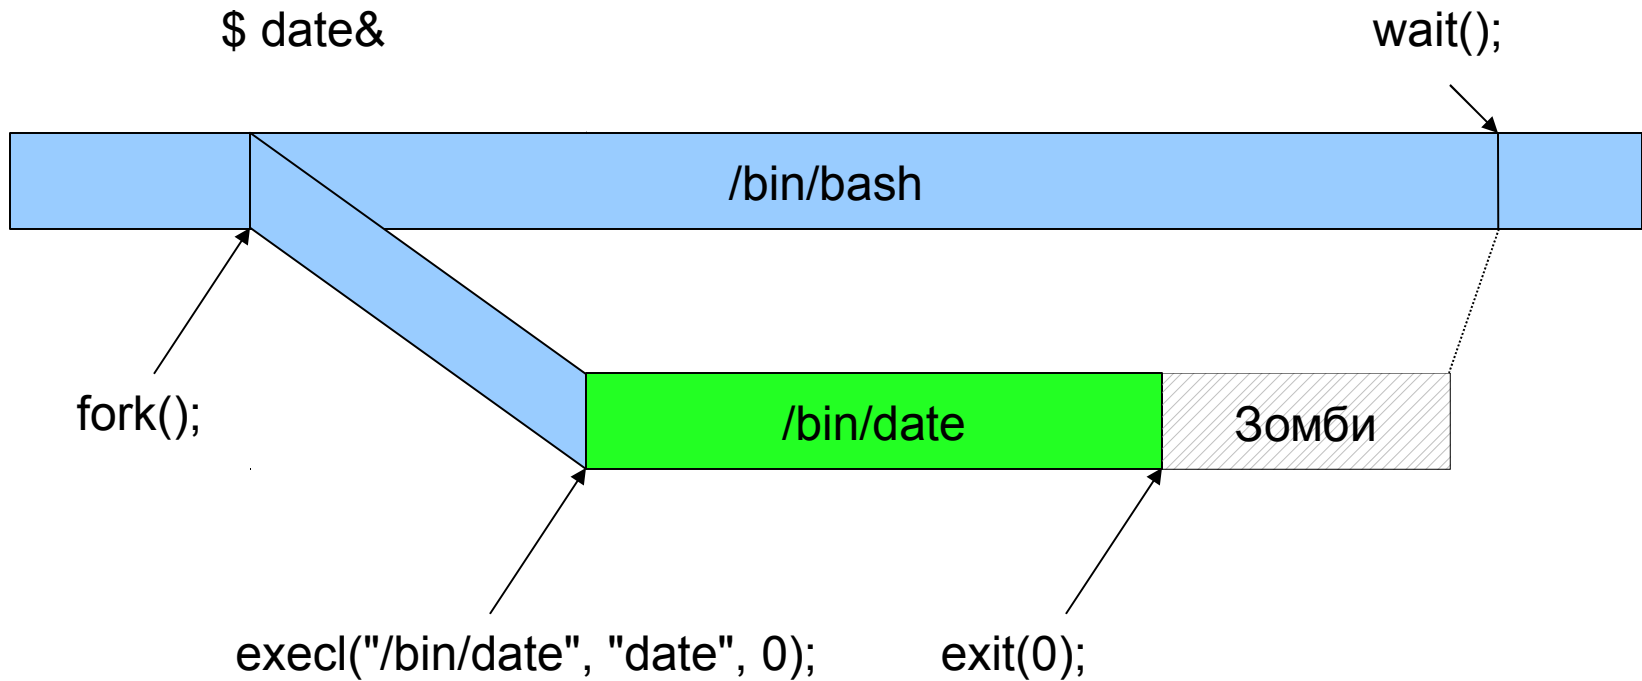 $ date&
wait();
/bin/bash
fork();
/bin/date
Зомби
execl("/bin/date", "date", 0);
exit(0);